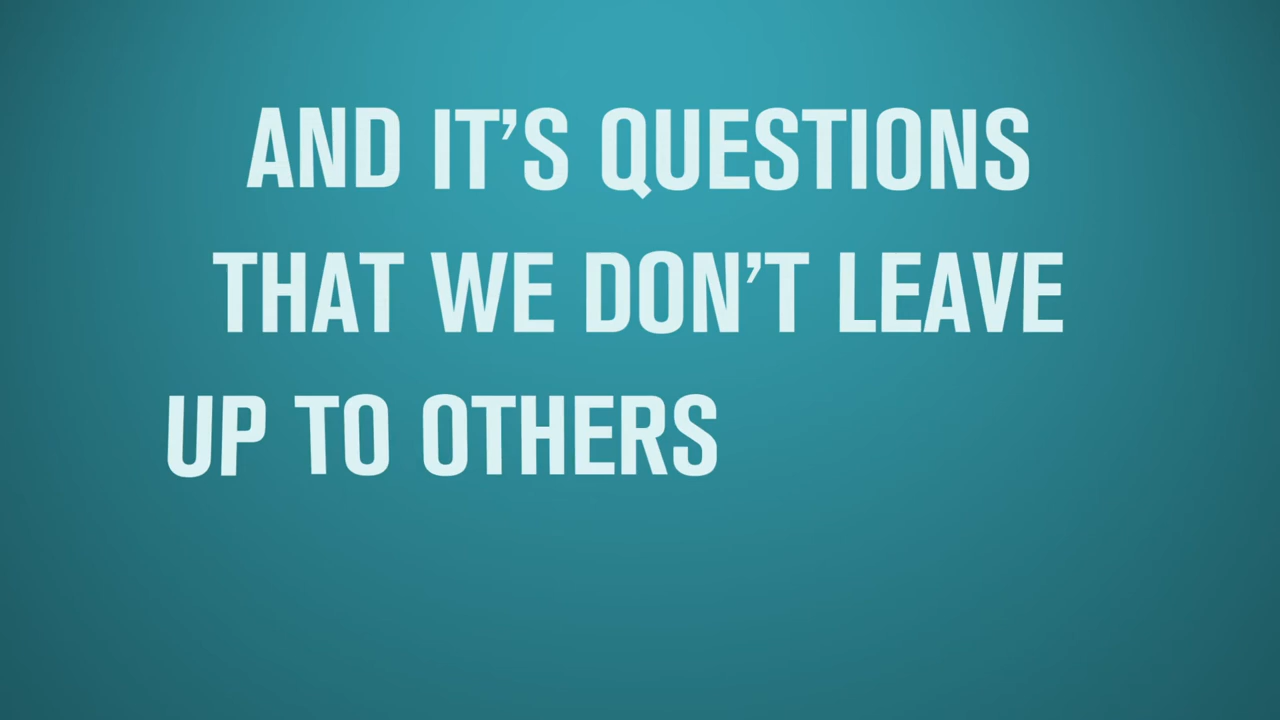 AND IT’S QUESTIONS
THAT WE DON’T LEAVE
UP TO OTHERS